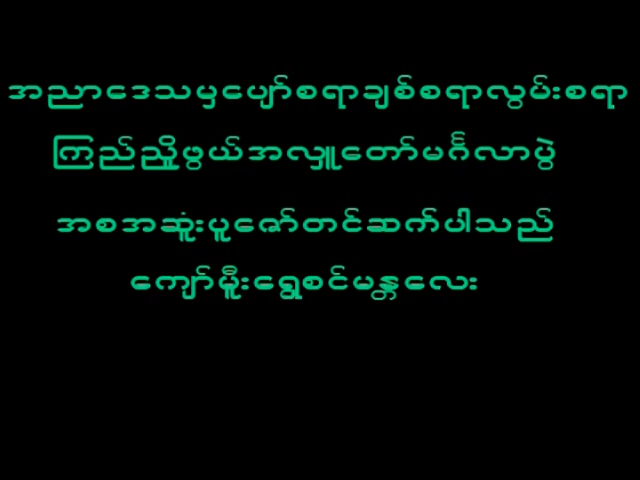 အညာဒေသမှပျော်စရာချစ်စရာလွမ်းစရာ
ကြည်ညိူဖွယ်အလှူတော်မင်္ဂလာပွဲ
အစအဆုံးပူဇော်တင်ဆက်ပါသည်
ကျော်မိူးရွှေစင်မန္တလေး